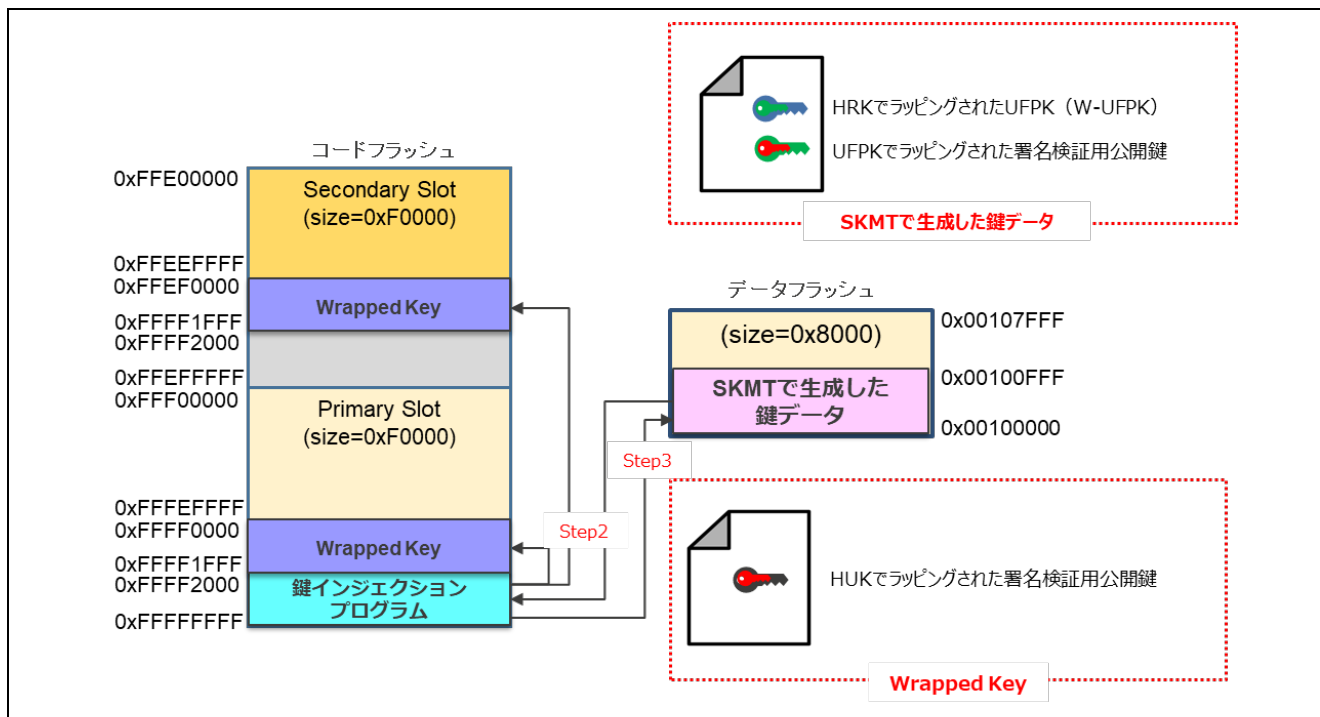 コードフラッシュ
0xFFE00000
Secondary Slot
(size=0xF0000)
0xFFEEFFFF
0xFFEF0000
Wrapped Key
0xFFFF1FFF
0xFFFF2000
0xFFEFFFFF
0xFFF00000
Primary Slot
(size=0xF0000)
0xFFFEFFFF
0xFFFF0000
Wrapped Key
0xFFFF1FFF
0xFFFF2000
鍵インジェクション
プログラム
0xFFFFFFFF
Step2
Step3
HRKでラッピングされたUFPK（W-UFPK）
UFPKでラッピングされた署名検証用公開鍵
SKMTで生成した鍵データ
データフラッシュ
(size=0x8000)
0x00107FFF
SKMTで生成した
鍵データ
0x00100FFF
0x00100000
HUKでラッピングされた署名検証用公開鍵
Wrapped Key